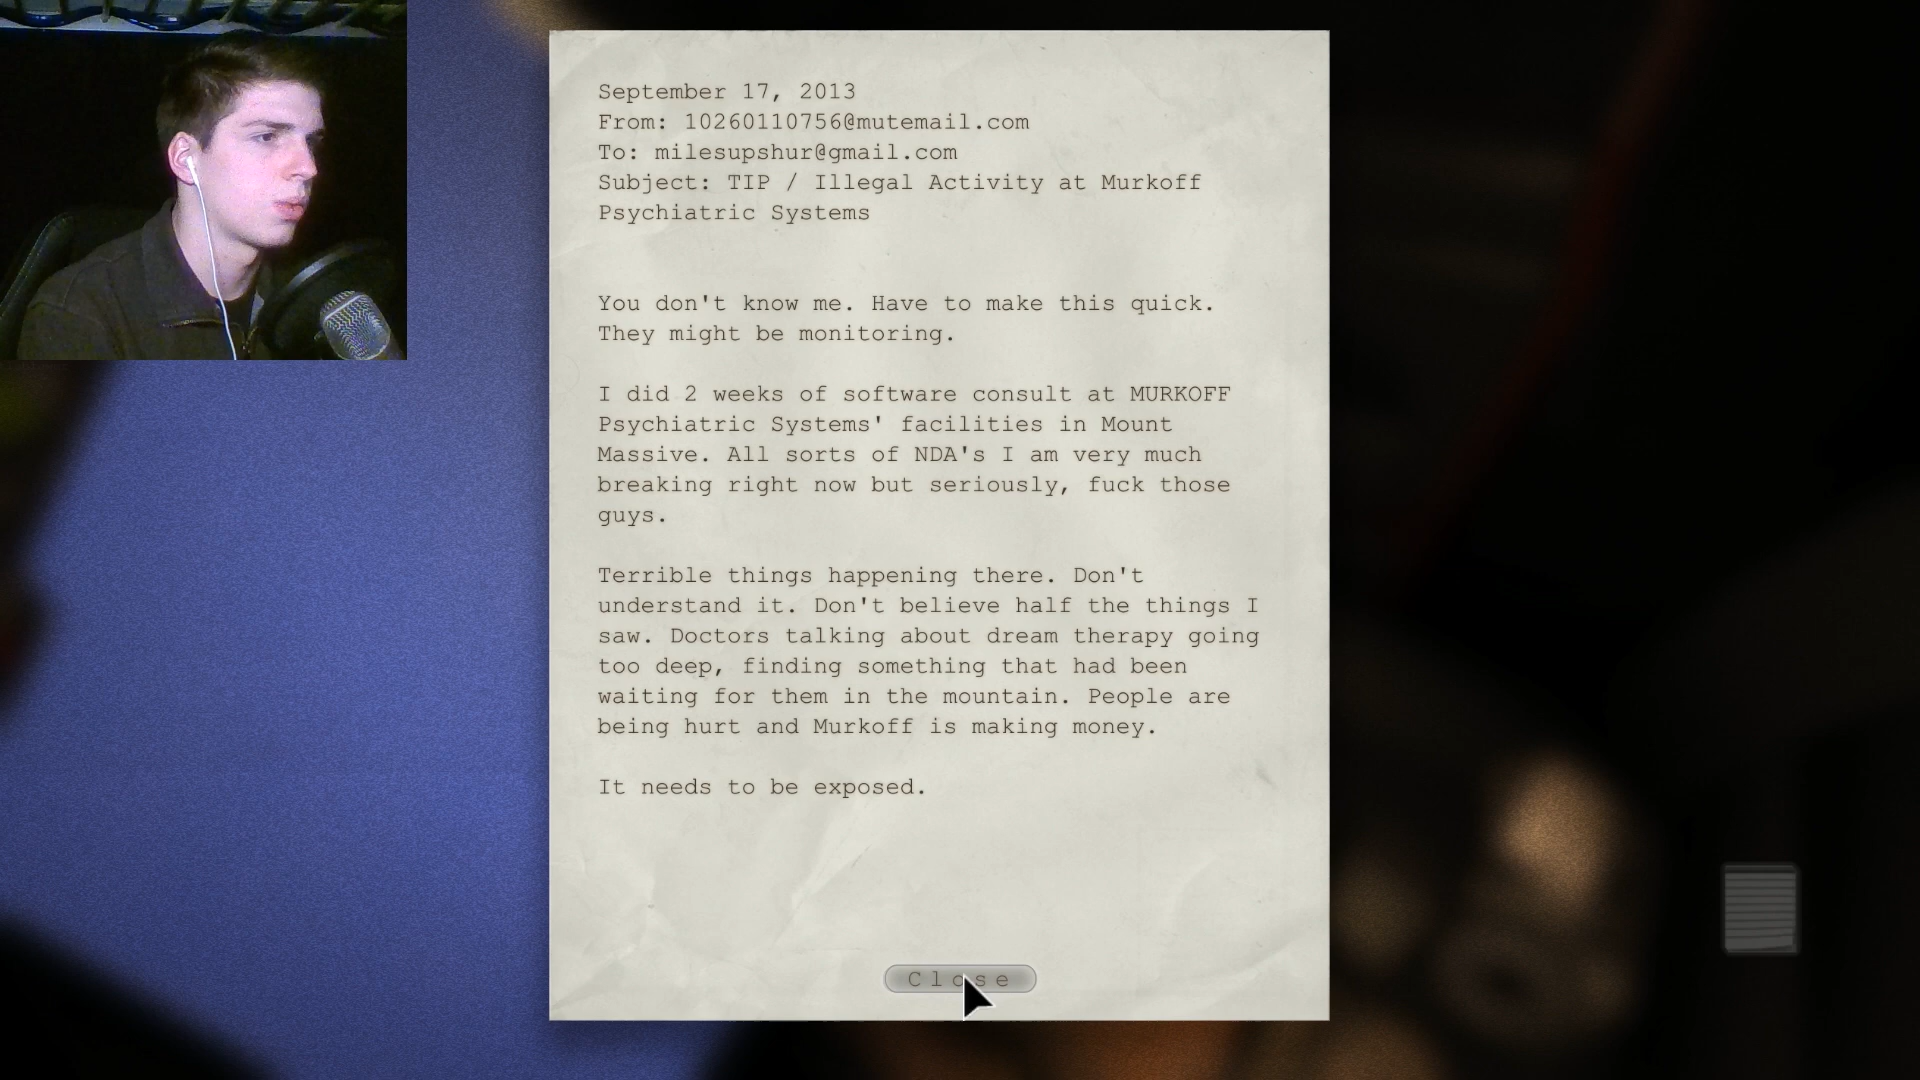 September 17, 2013
From: 10260110756@mutemail.com
To: milesupshur@gmail.com
Subject: TIP / Illegal Activity at Murkoff
Psychiatric Systems
You don't know me. Have to make this quick.
They might be monitoring.
I did 2 weeks of software consult at MURKOFF
Psychiatric Systems' facilities in Mount
Massive. All sorts of NDA's I am very much
breaking right now but seriously, fuck those
guys.
Terrible things happening there. Don't
understand it. Don't believe half the things I
saw. Doctors talking about dream therapy going
too deep, finding something that had been
waiting for them in the mountain. People are
being hurt and Murkoff is making money.
It needs to be exposed.
Close